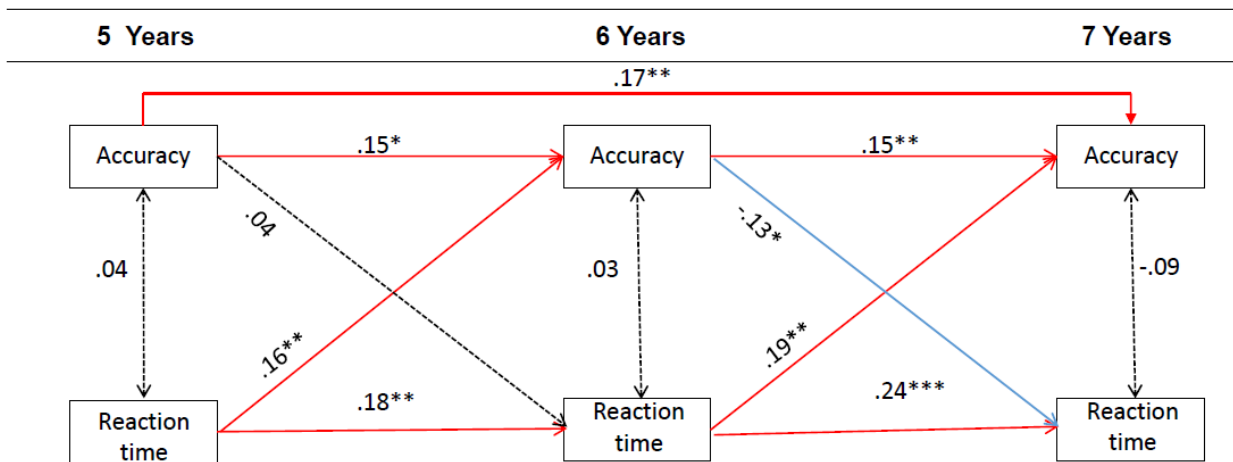 5 Years 6 Years 7 Years
.17**
Accuracy .15* Accuracy .15** Accuracy
.04 -.13*
.04 .03 -.09
.16** .19**
.18** .24***
Reaction Reaction Reaction
time time time